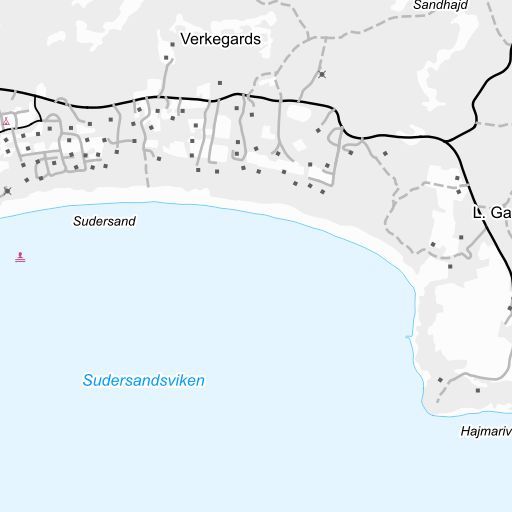 Sandhajd
Verkegards
L. Ga
Sudersand
Sudersandsviken
Hajmariv